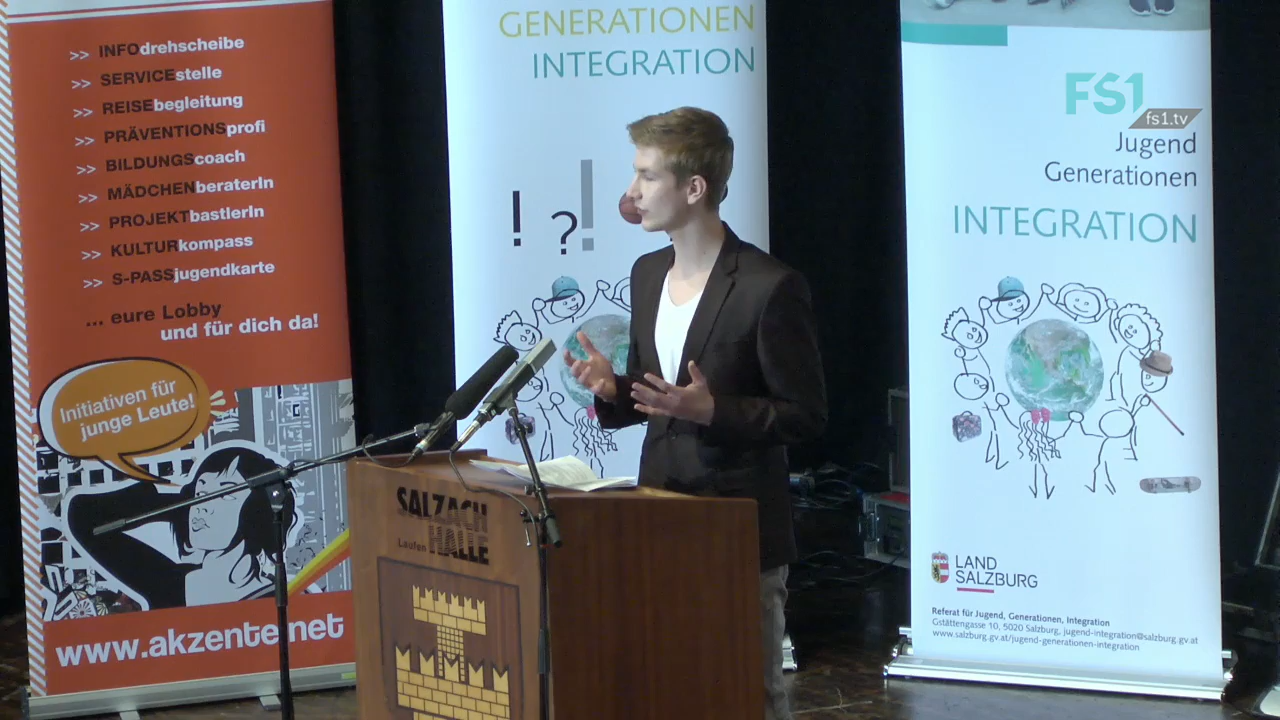 >> INFOdrehscheibe
>> SERVICEstelle
>> REISEbegleitung
>> PRÄVENTIONSprofi
>> BILDUNGScoach
>> MÄDCHENberaterIn
>> PROJEKTbastlerIn
>> KULTURkompass
>> S-PASSjugendkarte
... eure Lobby
und für dich da!
Initiativen für
junge Leute!
www.akzente.net
GENERATIONEN
INTEGRATION
! ? !
SALZACH
Laufen HALLE
FS1
fs1.tv
Jugend
Generationen
INTEGRATION
LAND
SALZBURG
Referat für Jugend, Generationen, Integration
Gstättengasse 10, 5020 Salzburg, jugend-integration@salzburg.gv.at
www.salzburg.gv.at/jugend-generationen-integration